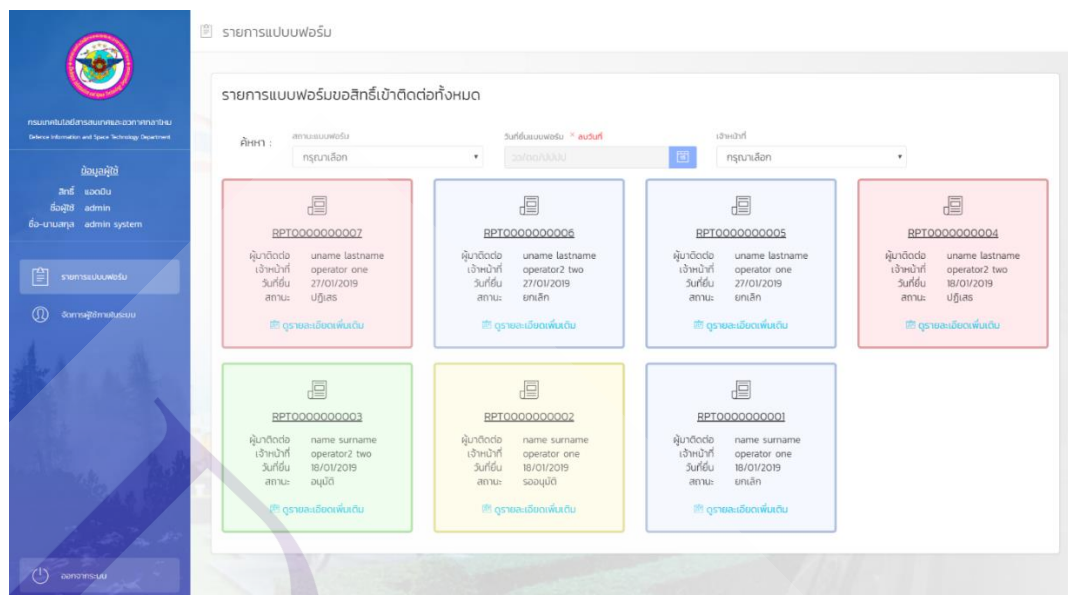 รายการแปบบฟอร์ม
รายการแบบฟอร์มขอสิทธิ์เข้าติดต่อทั้งหมด
กรมเทคโนโลยีสารสนเทศและอวกาศกลาโหม
Defence Information and Space Technology Department
ข้อมูลผู้ใช้
สิทธิ์ แอดมิน
ชื่อผู้ใช้ admin
ชื่อ-นามสกุล admin system
รายการแบบฟอร์ม
จัดการผู้ใช้ภายในระบบ
ออกจากระบบ
ค้นหา :
สถานะแบบฟอร์ม
กรุณาเลือก
วันที่ยื่นแบบฟอร์ม * ลบวันที่
วว/ดด/ปปปป
เจ้าหน้าที่
กรุณาเลือก
RPT0000000007
ผู้มาติดต่อ uname lastname
เจ้าหน้าที่ operator one
วันที่ยื่น 27/01/2019
สถานะ ปฏิเสธ
ดูรายละเอียดเพิ่มเติม
RPT0000000006
ผู้มาติดต่อ uname lastname
เจ้าหน้าที่ operator2 two
วันที่ยื่น 27/01/2019
สถานะ ยกเลิก
ดูรายละเอียดเพิ่มเติม
RPT0000000005
ผู้มาติดต่อ uname lastname
เจ้าหน้าที่ operator one
วันที่ยื่น 27/01/2019
สถานะ ยกเลิก
ดูรายละเอียดเพิ่มเติม
RPT0000000004
ผู้มาติดต่อ uname lastname
เจ้าหน้าที่ operator2 two
วันที่ยื่น 18/01/2019
สถานะ ปฏิเสธ
ดูรายละเอียดเพิ่มเติม
RPT0000000003
ผู้มาติดต่อ name surname
เจ้าหน้าที่ operator2 two
วันที่ยื่น 18/01/2019
สถานะ อนุมัติ
ดูรายละเอียดเพิ่มเติม
RPT0000000002
ผู้มาติดต่อ name surname
เจ้าหน้าที่ operator one
วันที่ยื่น 18/01/2019
สถานะ รออนุมัติ
ดูรายละเอียดเพิ่มเติม
RPT0000000001
ผู้มาติดต่อ name surname
เจ้าหน้าที่ operator one
วันที่ยื่น 18/01/2019
สถานะ ยกเลิก
ดูรายละเอียดเพิ่มเติม